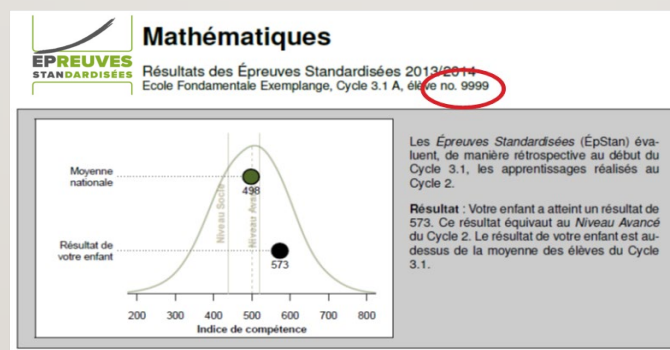 ÉPREUVES
STANDARDISÉES
Mathématiques
Résultats des Épreuves Standardisées 2013/2014
Ecole Fondamentale Exemplange, Cycle 3.1 A, élève no. 9999
Moyenne
nationale
498
Niveau Socle
Niveau Ava
Résultat de
votre enfant
573
200 300 400 500 600 700 800
Indice de compétence
Les Épreuves Standardisées (ÉpStan) éva-
luent, de manière rétrospective au début du
Cycle 3.1, les apprentissages réalisés au
Cycle 2.
Résultat : Votre enfant a atteint un résultat de
573. Ce résultat équivaut au Niveau Avancé
du Cycle 2. Le résultat de votre enfant est au-
dessus de la moyenne des élèves du Cycle
3.1.